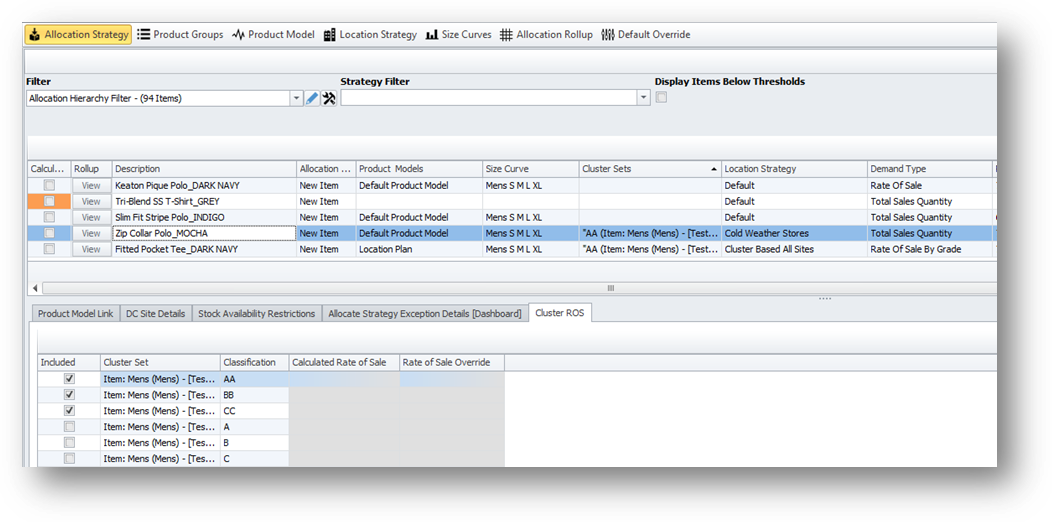 Allocation Strategy Product Groups Product Model Location Strategy Size Curves Allocation Rollup Default Override
Filter Strategy Filter Display Items Below Thresholds
Allocation Hierarchy Filter - (94 Items)
Calcul... Rollup Description Allocation ... Product Models Size Curve Cluster Sets Location Strategy Demand Type
View Keaton Pique Polo_DARK NAVY New Item Default Product Model Mens S M L XL Default Rate Of Sale
View Tri-Blend SS T-Shirt_GREY New Item Default Total Sales Quantity
View Slim Fit Stripe Polo_INDIGO New Item Default Product Model Mens S M L XL Default Total Sales Quantity
View Zip Collar Polo_MOCHA New Item Default Product Model Mens S M L XL "AA (Item: Mens (Mens) - [Test... Cold Weather Stores Total Sales Quantity
View Fitted Pocket Tee_DARK NAVY New Item Location Plan Mens S M L XL "AA (Item: Mens (Mens) - [Test... Cluster Based All Sites Rate Of Sale By Grade
Product Model Link DC Site Details Stock Availability Restrictions Allocate Strategy Exception Details [Dashboard] Cluster ROS
Included Cluster Set Classification Calculated Rate of Sale Rate of Sale Override
Item: Mens (Mens) - [Tes... AA
Item: Mens (Mens) - [Tes... BB
Item: Mens (Mens) - [Tes... CC
Item: Mens (Mens) - [Tes... A
Item: Mens (Mens) - [Tes... B
Item: Mens (Mens) - [Tes... C